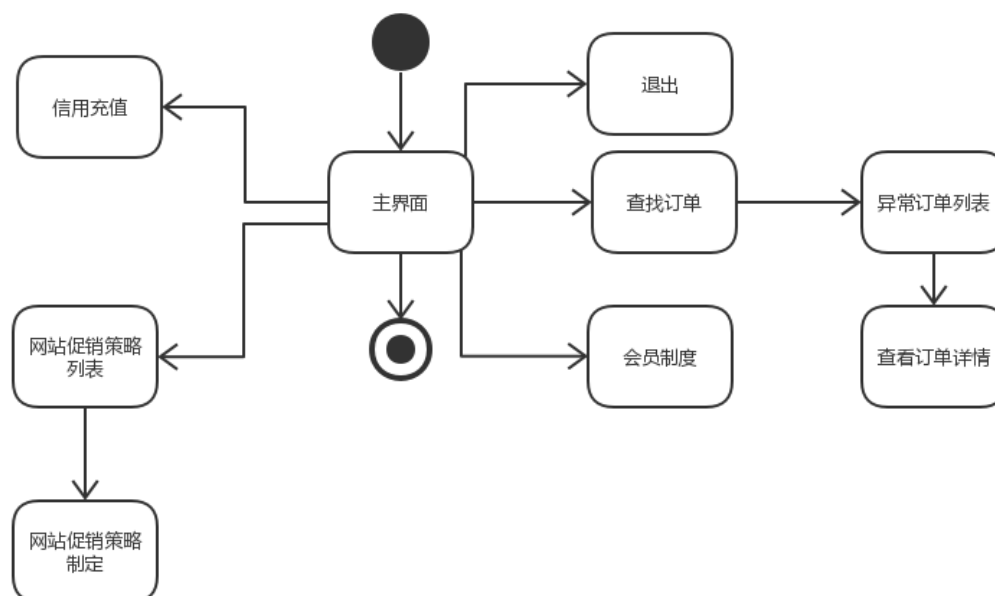 退出
信用充值
主界面
查找订单
异常订单列表
网站促销策略
列表
会员制度
查看订单详情
网站促销策略
制定